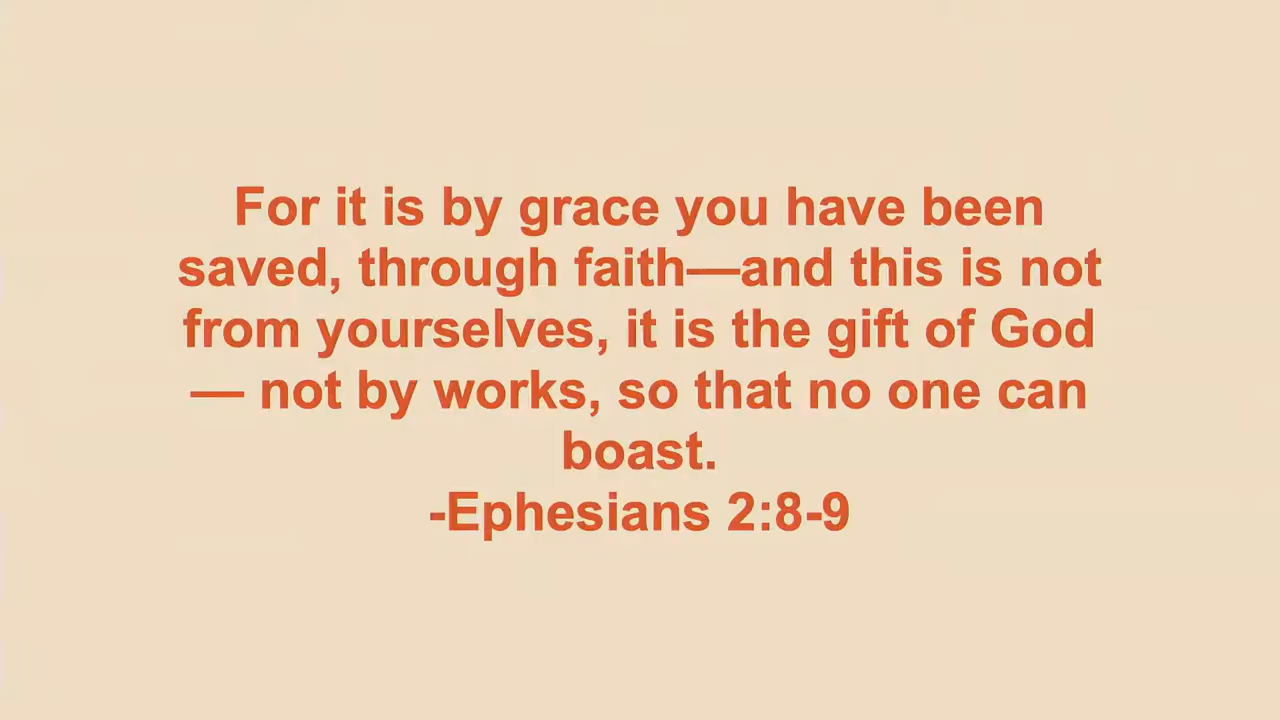 For it is by grace you have been
saved, through faith—and this is not
from yourselves, it is the gift of God
— not by works, so that no one can
boast.
-Ephesians 2:8-9